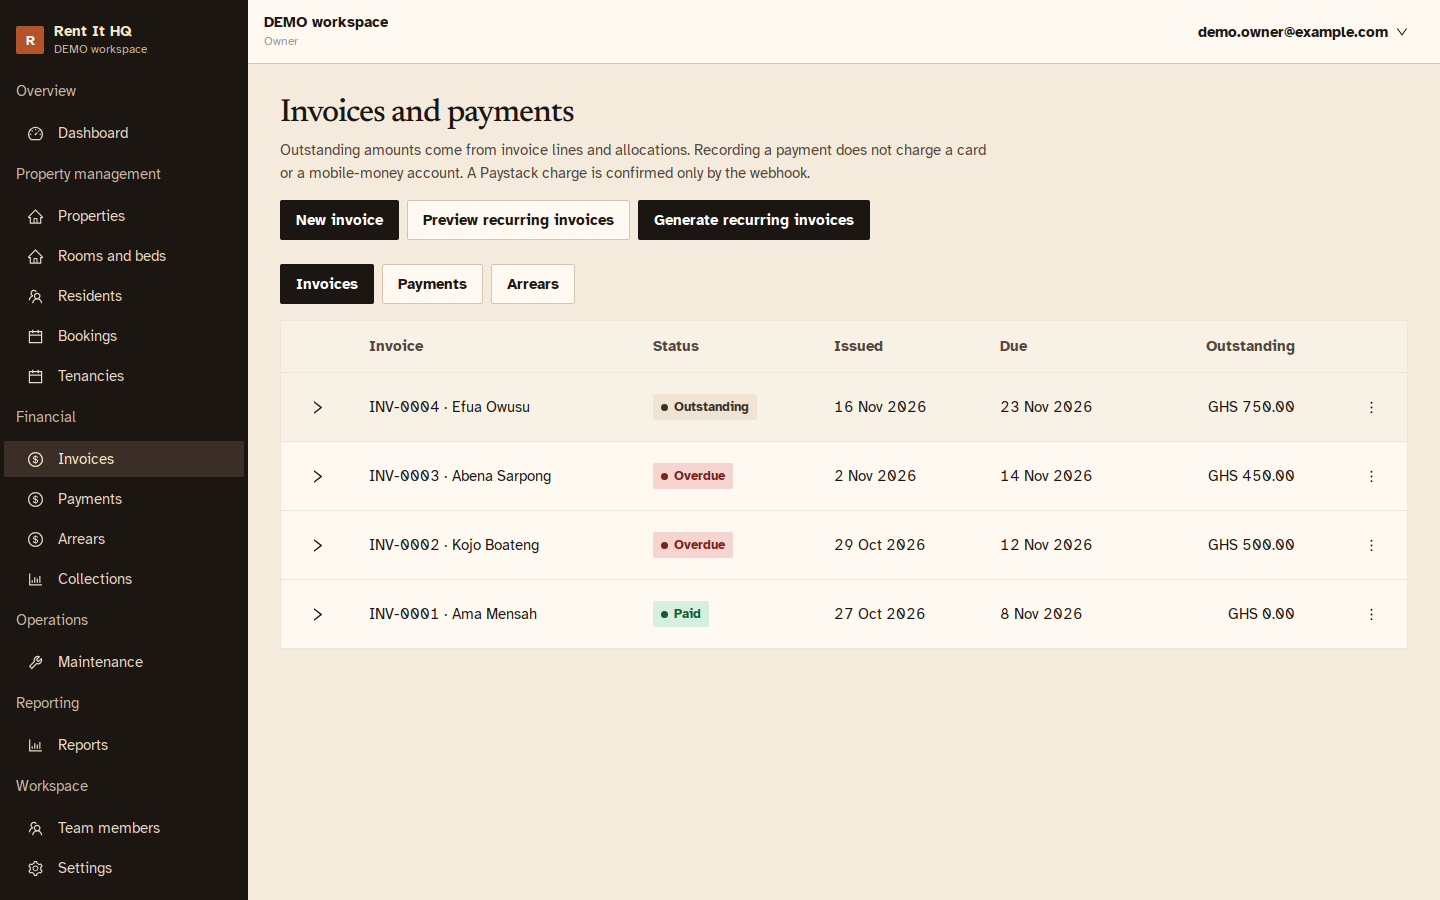 R
Rent It HQ
DEMO workspace
Overview
Dashboard
Property management
Properties
Rooms and beds
Residents
Bookings
Tenancies
Financial
Invoices
Payments
Arrears
Collections
Operations
Maintenance
Reporting
Reports
Workspace
Team members
Settings
DEMO workspace
Owner
demo.owner@example.com
Invoices and payments
Outstanding amounts come from invoice lines and allocations. Recording a payment does not charge a card
or a mobile-money account. A Paystack charge is confirmed only by the webhook.
New invoice Preview recurring invoices Generate recurring invoices
Invoices Payments Arrears
Invoice Status Issued Due Outstanding
INV-0004 · Efua Owusu Outstanding 16 Nov 2026 23 Nov 2026 GHS 750.00
INV-0003 · Abena Sarpong Overdue 2 Nov 2026 14 Nov 2026 GHS 450.00
INV-0002 · Kojo Boateng Overdue 29 Oct 2026 12 Nov 2026 GHS 500.00
INV-0001 · Ama Mensah Paid 27 Oct 2026 8 Nov 2026 GHS 0.00